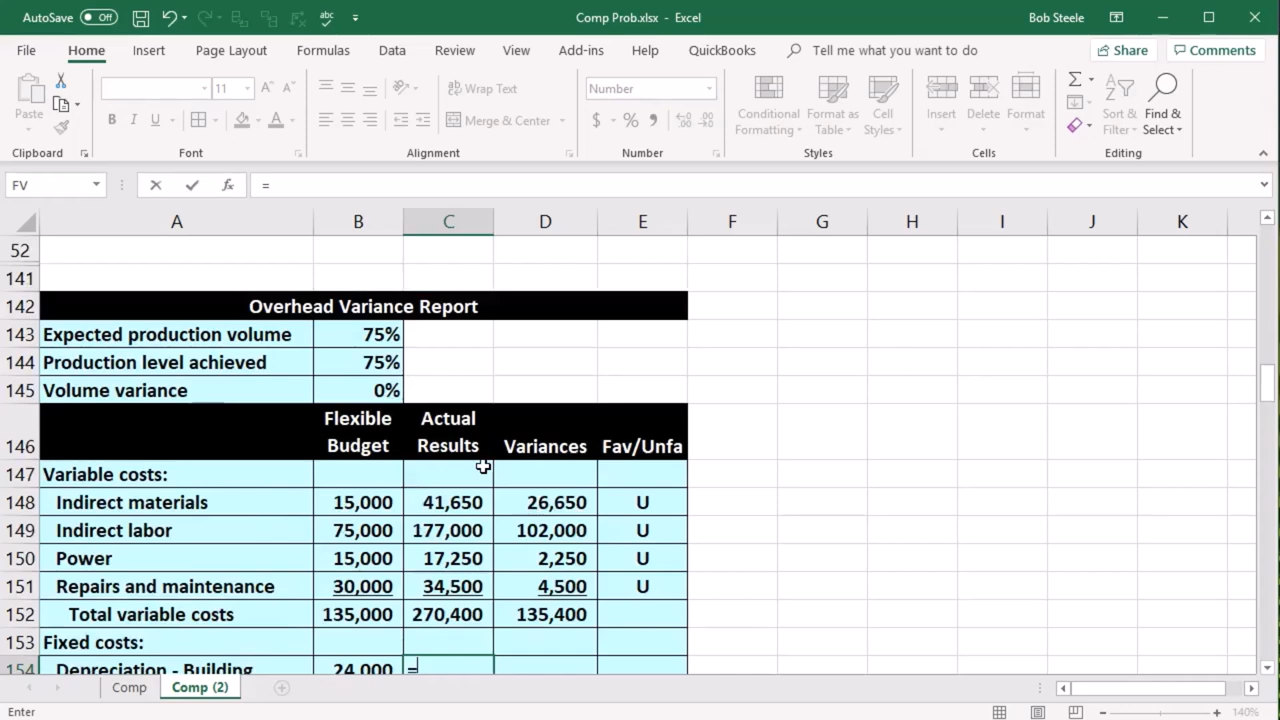 AutoSave Off abc Comp Prob.xlsx - Excel Bob Steele
File Home Insert Page Layout Formulas Data Review View Add-ins Help QuickBooks Tell me what you want to do Share Comments
Paste 11 A A Wrap Text Number Conditional Formatting Format as Table Cell Styles Insert Delete Format Sort & Filter Find & Select
B I U A Merge & Center $ % ,
Clipboard Font Alignment Number Styles Cells Editing
FV fx =
A B C D E F G H I J K
52
141
142 Overhead Variance Report
143 Expected production volume 75%
144 Production level achieved 75%
145 Volume variance 0%
Flexible Actual
146 Budget Results Variances Fav/Unfa
147 Variable costs:
148 Indirect materials 15,000 41,650 26,650 U
149 Indirect labor 75,000 177,000 102,000 U
150 Power 15,000 17,250 2,250 U
151 Repairs and maintenance 30,000 34,500 4,500 U
152 Total variable costs 135,000 270,400 135,400
153 Fixed costs:
154 Depreciation - Building 24,000 =
Comp Comp (2)
Enter 140%